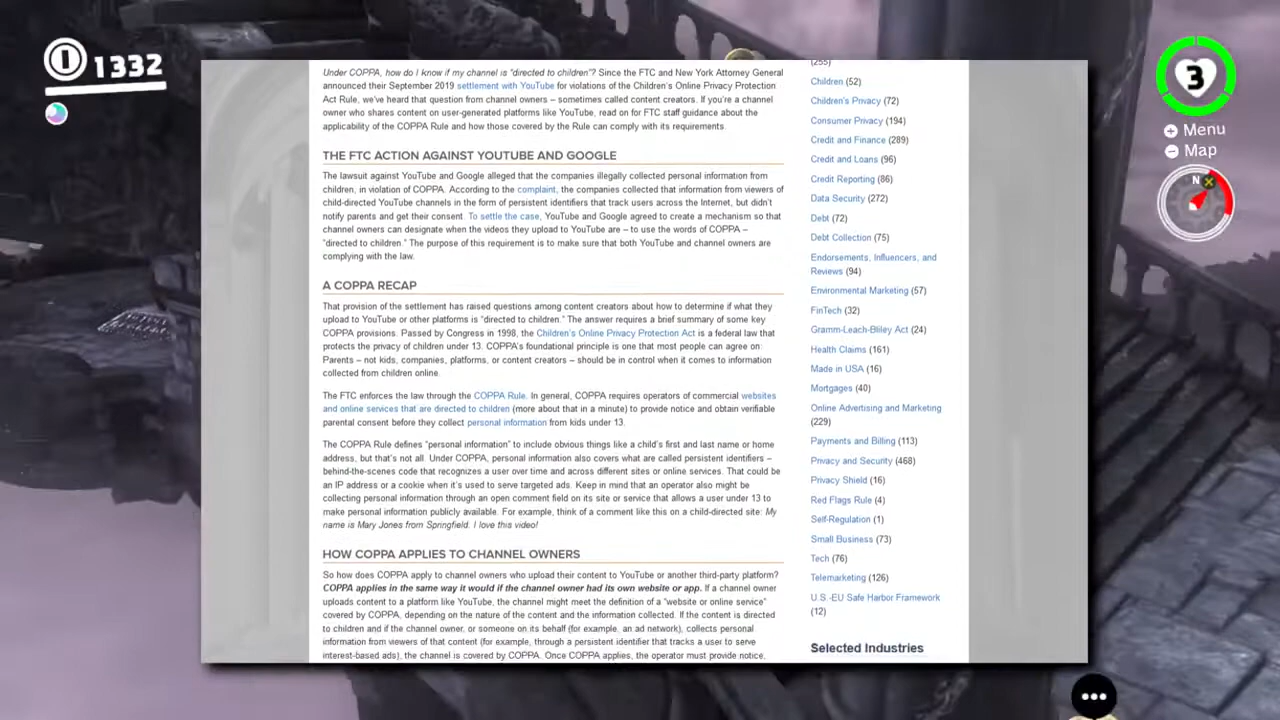 1332
3
Menu
Map
N
Under COPPA, how do I know if my channel is "directed to children"? Since the FTC and New York Attorney General
announced their September 2019 settlement with YouTube for violations of the Children's Online Privacy Protection
Act Rule, we've heard that question from channel owners – sometimes called content creators. If you're a channel
owner who shares content on user-generated platforms like YouTube, read on for FTC staff guidance about the
applicability of the COPPA Rule and how those covered by the Rule can comply with its requirements.
THE FTC ACTION AGAINST YOUTUBE AND GOOGLE
The lawsuit against YouTube and Google alleged that the companies illegally collected personal information from
children, in violation of COPPA. According to the complaint, the companies collected that information from viewers of
child-directed YouTube channels in the form of persistent identifiers that track users across the Internet, but didn't
notify parents and get their consent. To settle the case, YouTube and Google agreed to create a mechanism so that
channel owners can designate when the videos they upload to YouTube are – to use the words of COPPA –
"directed to children." The purpose of this requirement is to make sure that both YouTube and channel owners are
complying with the law.
A COPPA RECAP
That provision of the settlement has raised questions among content creators about how to determine if what they
upload to YouTube or other platforms is "directed to children." The answer requires a brief summary of some key
COPPA provisions. Passed by Congress in 1998, the Children's Online Privacy Protection Act is a federal law that
protects the privacy of children under 13. COPPA's foundational principle is one that most people can agree on:
Parents – not kids, companies, platforms, or content creators – should be in control when it comes to information
collected from children online.
The FTC enforces the law through the COPPA Rule. In general, COPPA requires operators of commercial websites
and online services that are directed to children (more about that in a minute) to provide notice and obtain verifiable
parental consent before they collect personal information from kids under 13.
The COPPA Rule defines "personal information" to include obvious things like a child's first and last name or home
address, but that's not all. Under COPPA, personal information also covers what are called persistent identifiers –
behind-the-scenes code that recognizes a user over time and across different sites or online services. That could be
an IP address or a cookie when it's used to serve targeted ads. Keep in mind that an operator also might be
collecting personal information through an open comment field on its site or service that allows a user under 13 to
make personal information publicly available. For example, think of a comment like this on a child-directed site: My
name is Mary Jones from Springfield. I love this video!
HOW COPPA APPLIES TO CHANNEL OWNERS
So how does COPPA apply to channel owners who upload their content to YouTube or another third-party platform?
COPPA applies in the same way it would if the channel owner had its own website or app. If a channel owner
uploads content to a platform like YouTube, the channel might meet the definition of a "website or online service"
covered by COPPA, depending on the nature of the content and the information collected. If the content is directed
to children and if the channel owner, or someone on its behalf (for example, an ad network), collects personal
information from viewers of that content (for example, through a persistent identifier that tracks a user to serve
interest-based ads), the channel is covered by COPPA. Once COPPA applies, the operator must provide notice,
(255)
Children (52)
Children's Privacy (72)
Consumer Privacy (194)
Credit and Finance (289)
Credit and Loans (96)
Credit Reporting (86)
Data Security (272)
Debt (72)
Debt Collection (75)
Endorsements, Influencers, and
Reviews (94)
Environmental Marketing (57)
FinTech (32)
Gramm-Leach-Bliley Act (24)
Health Claims (161)
Made in USA (16)
Mortgages (40)
Online Advertising and Marketing
(229)
Payments and Billing (113)
Privacy and Security (468)
Privacy Shield (16)
Red Flags Rule (4)
Self-Regulation (1)
Small Business (73)
Tech (76)
Telemarketing (126)
U.S.-EU Safe Harbor Framework
(12)
Selected Industries